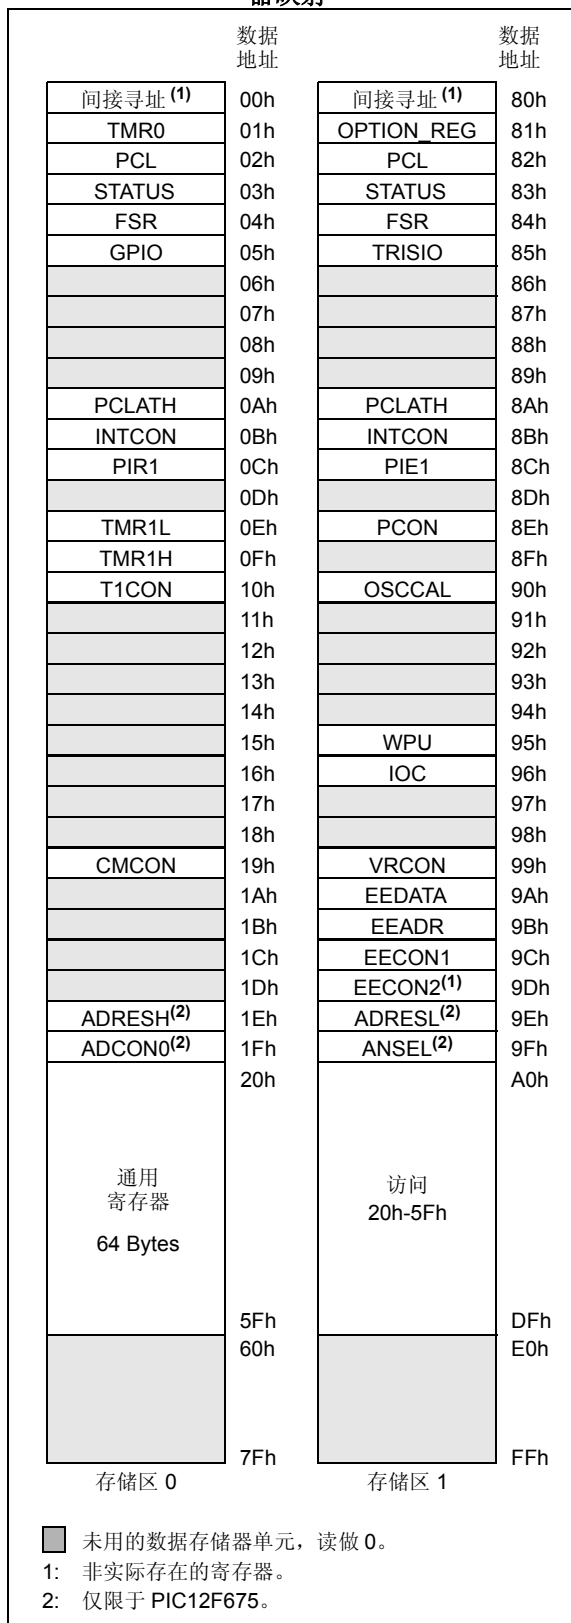 器映射
数据 数据
地址 地址
间接寻址 (1) 00h 间接寻址 (1) 80h
TMR0 01h OPTION_REG 81h
PCL 02h PCL 82h
STATUS 03h STATUS 83h
FSR 04h FSR 84h
GPIO 05h TRISIO 85h
06h 86h
07h 87h
08h 88h
09h 89h
PCLATH 0Ah PCLATH 8Ah
INTCON 0Bh INTCON 8Bh
PIR1 0Ch PIE1 8Ch
0Dh 8Dh
TMR1L 0Eh PCON 8Eh
TMR1H 0Fh 8Fh
T1CON 10h OSCCAL 90h
11h 91h
12h 92h
13h 93h
14h 94h
15h WPU 95h
16h IOC 96h
17h 97h
18h 98h
CMCON 19h VRCON 99h
1Ah EEDATA 9Ah
1Bh EEADR 9Bh
1Ch EECON1 9Ch
1Dh EECON2(1) 9Dh
ADRESH(2) 1Eh ADRESL(2) 9Eh
ADCON0(2) 1Fh ANSEL(2) 9Fh
20h A0h
通用
寄存器
64 Bytes
访问
20h-5Fh
5Fh DFh
60h E0h
7Fh FFh
存储区 0 存储区 1
未用的数据存储器单元，读做 0。
1: 非实际存在的寄存器。
2: 仅限于 PIC12F675。